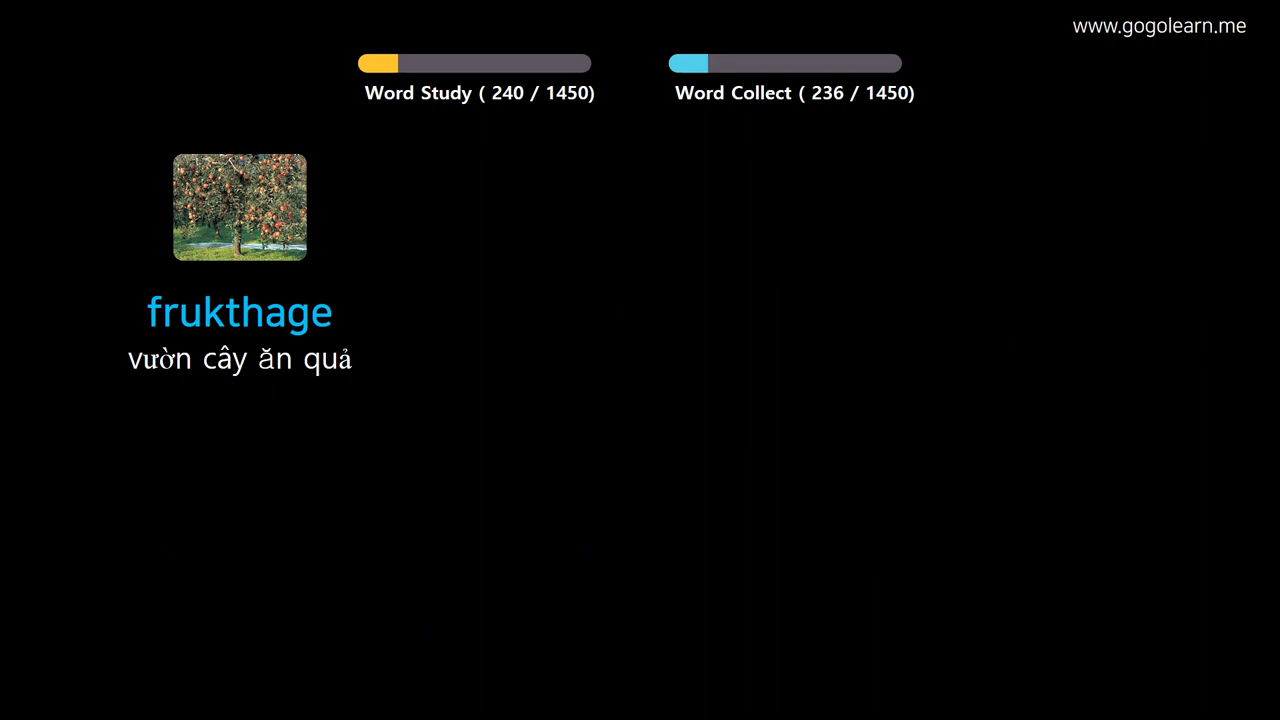 www.gogolearn.me
Word Study ( 240 / 1450)
Word Collect ( 236 / 1450)
frukthage
vườn cây ăn quả